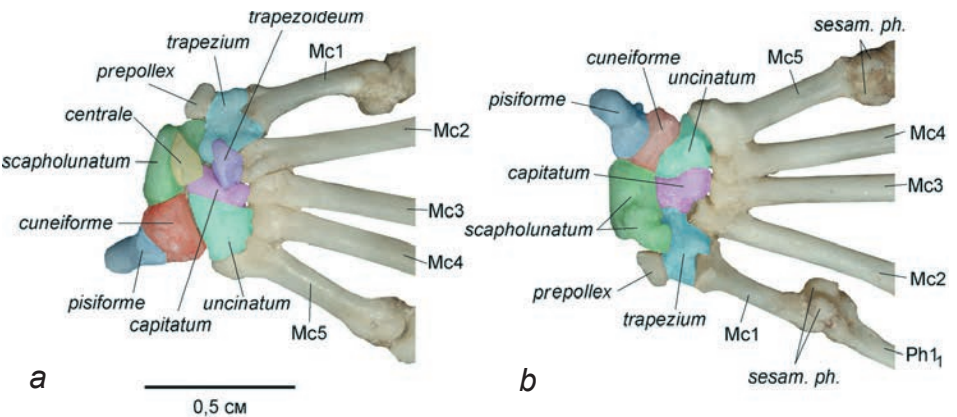 trapezoideum
trapezium
Mc1
prepollex
centrale
Mc2
scapholunatum
cuneiforme
Mc3
Mc4
pisiforme
capitatum
uncinatum
Mc5
a
0,5 см
sesam. ph.
Mc5
cuneiforme
uncinatum
pisiforme
Mc4
capitatum
Mc3
scapholunatum
Mc2
prepollex
trapezium
Mc1
Ph1₁
sesam. ph.
b